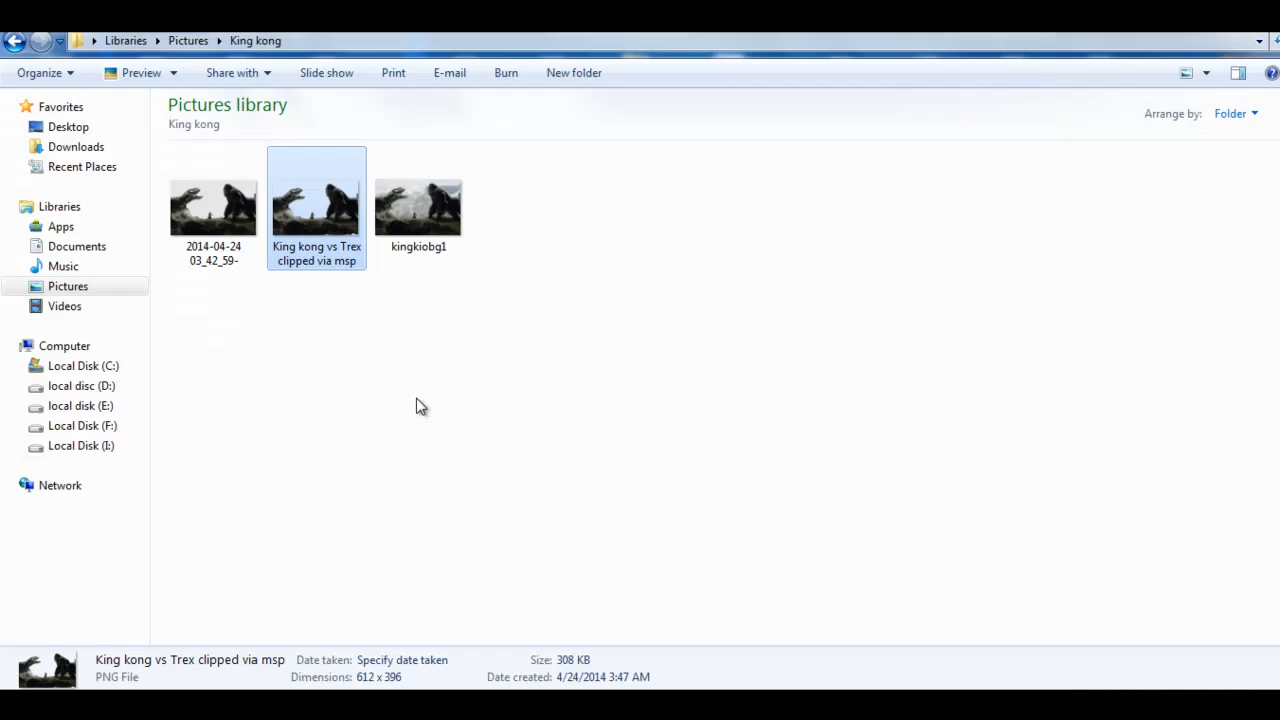 Libraries Pictures King kong
Organize Preview Share with Slide show Print E-mail Burn New folder
Favorites
Desktop
Downloads
Recent Places
Libraries
Apps
Documents
Music
Pictures
Videos
Computer
Local Disk (C:)
local disc (D:)
local disk (E:)
Local Disk (F:)
Local Disk (I:)
Network
Pictures library
King kong
Arrange by: Folder
2014-04-24
03_42_59-
King kong vs Trex
clipped via msp
kingkiobg1
King kong vs Trex clipped via msp Date taken: Specify date taken Size: 308 KB
PNG File Dimensions: 612 x 396 Date created: 4/24/2014 3:47 AM